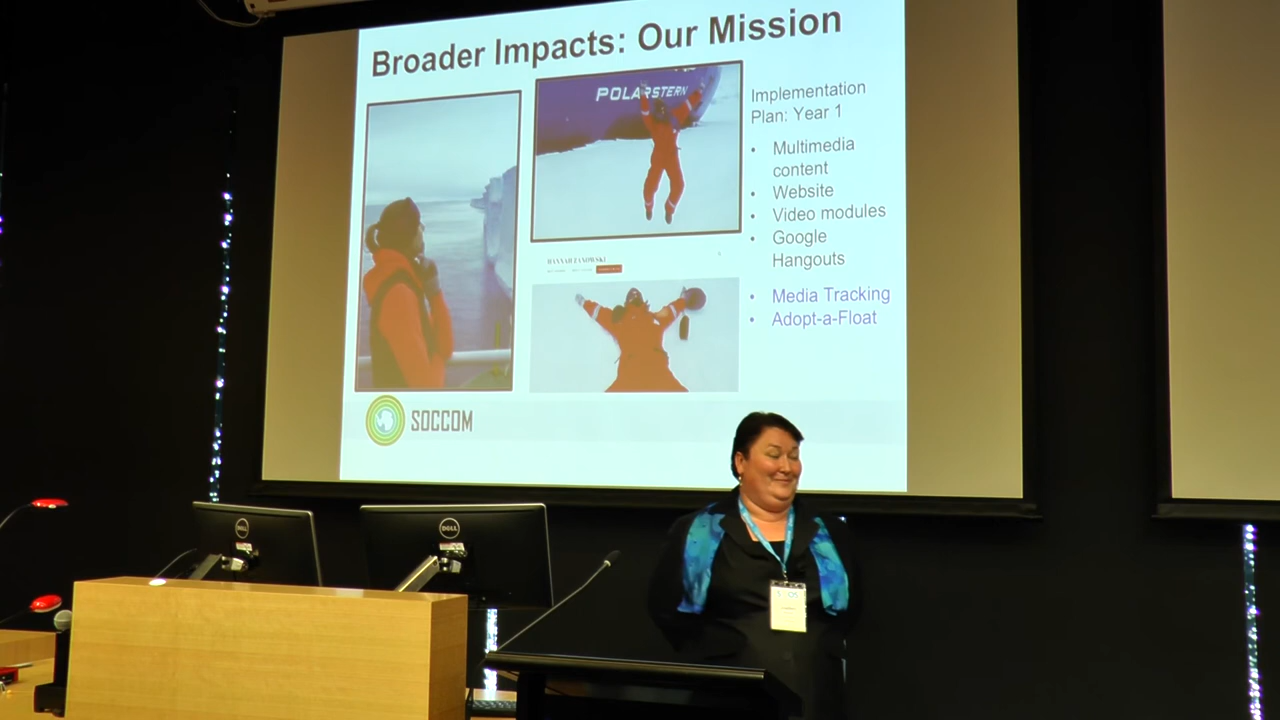 Broader Impacts: Our Mission
POLARSTERN
Implementation
Plan: Year 1
• Multimedia
content
• Website
• Video modules
• Google
Hangouts
• Media Tracking
• Adopt-a-Float
HANNAH ZANOWSKI
SOCCOM
DELL
DELL